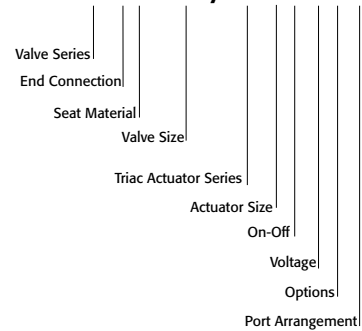 Valve Series
End Connection
Seat Material
Valve Size
Triac Actuator Series
Actuator Size
On-Off
Voltage
Options
Port Arrangement